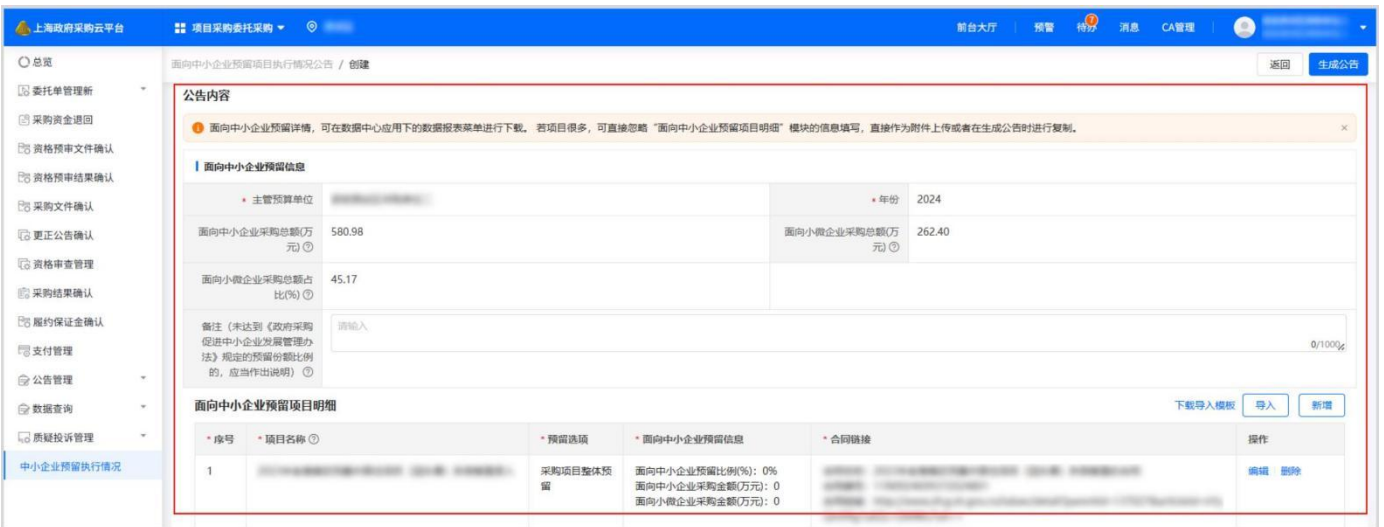 上海政府采购云平台
项目采购委托采购
前台大厅
预警
待办
7
消息
CA管理
总览
委托单管理新
采购资金退回
资格预审文件确认
资格预审结果确认
采购文件确认
更正公告确认
资格审查管理
采购结果确认
履约保证金确认
支付管理
公告管理
数据查询
质疑投诉管理
中小企业预留执行情况
面向中小企业预留项目执行情况公告 / 创建
返回
生成公告
公告内容
面向中小企业预留详情，可在数据中心应用下的数据报表菜单进行下载。 若项目很多，可直接忽略“面向中小企业预留项目明细”模块的信息填写，直接作为附件上传或者在生成公告时进行复制。
面向中小企业预留信息
* 主管预算单位
* 年份
2024
面向中小企业采购总额(万
元)
580.98
面向小微企业采购总额(万
元)
262.40
面向小微企业采购总额占
比(%)
45.17
备注（未达到《政府采购
促进中小企业发展管理办
法》规定的预留份额比例
的，应当作出说明）
请输入
0/1000
面向中小企业预留项目明细
下载导入模板
导入
新增
* 序号
* 项目名称
* 预留选项
* 面向中小企业预留信息
* 合同链接
操作
1
采购项目整体预
留
面向中小企业预留比例(%)：0%
面向中小企业采购金额(万元)：0
面向小微企业采购金额(万元)：0
编辑
删除